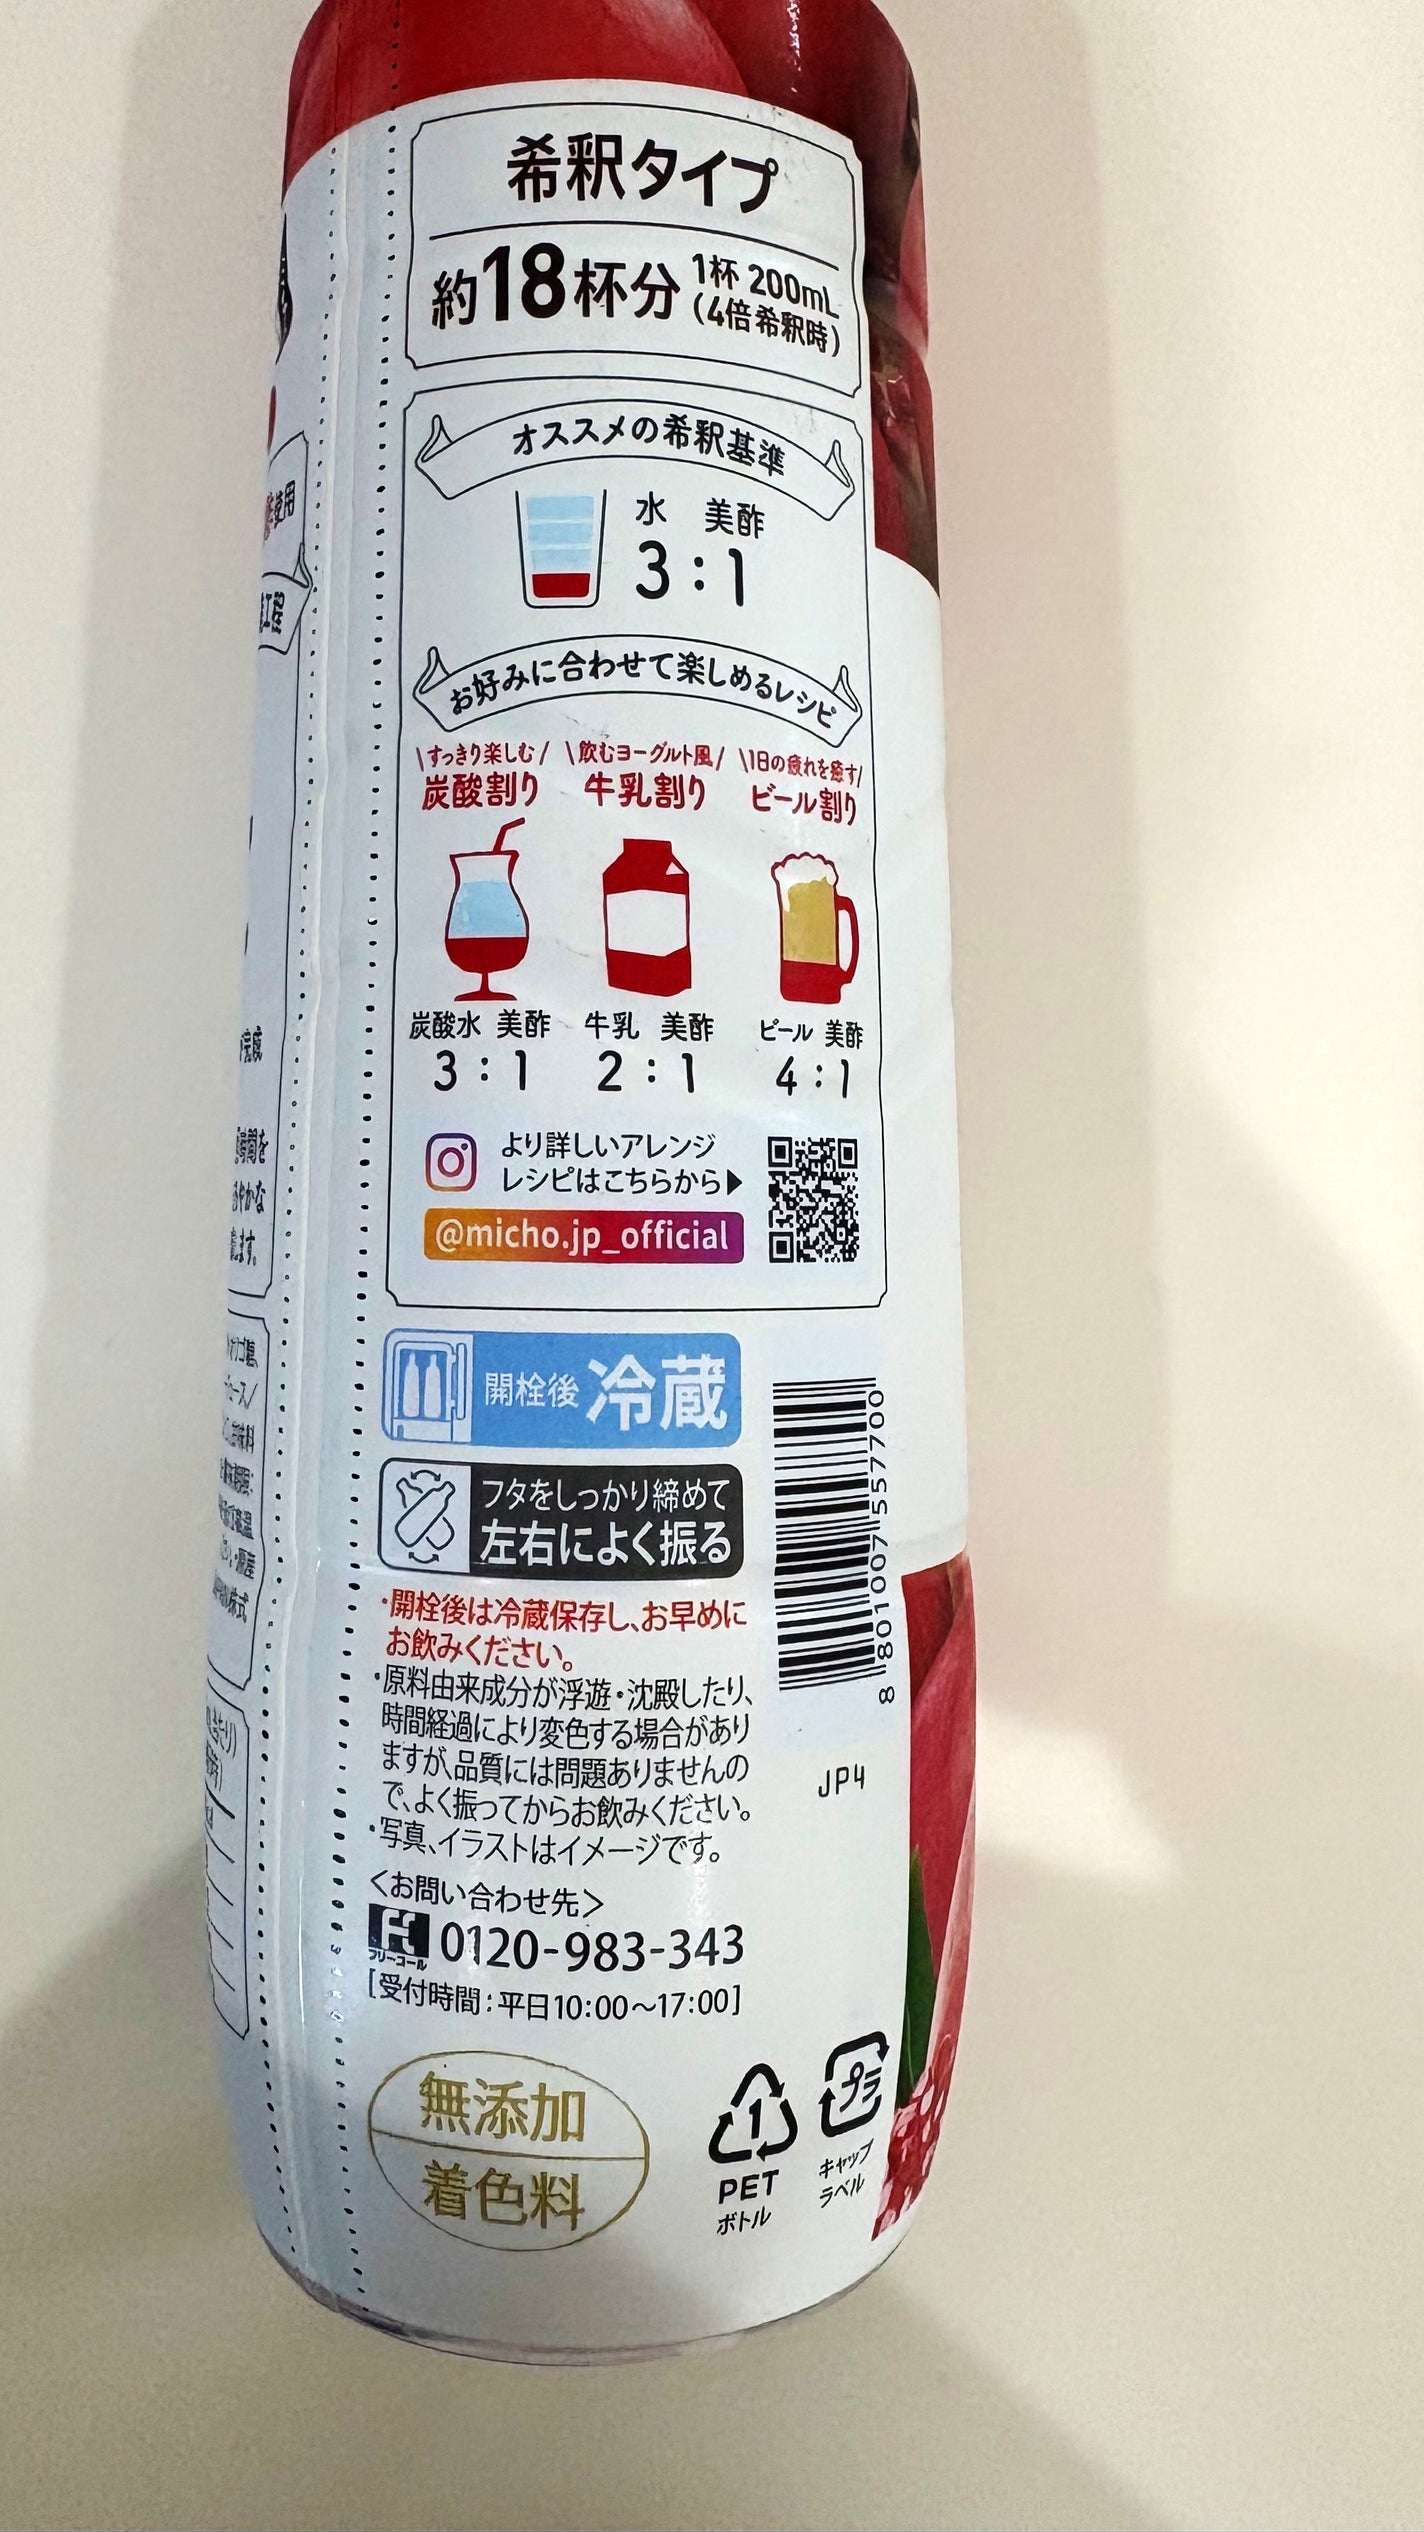 希釈タイプ
約18杯分 1杯 200mL
(4倍希釈時)
オススメの希釈基準
水 美酢
3:1
お好みに合わせて楽しめるレシピ
\すっきり楽しむ/ \飲むヨーグルト風/ \1日の疲れを癒す/
炭酸割り 牛乳割り ビール割り
炭酸水 美酢 牛乳 美酢 ビール 美酢
3:1 2:1 4:1
より詳しいアレンジ
レシピはこちらから▶
@micho.jp_official
開栓後 冷蔵
フタをしっかり締めて
左右によく振る
・開栓後は冷蔵保存し、お早めに
お飲みください。
・原料由来成分が浮遊・沈殿したり、
時間経過により変色する場合があり
ますが、品質には問題ありませんの
で、よく振ってからお飲みください。
・写真、イラストはイメージです。
<お問い合わせ先>
フリーコール 0120-983-343
[受付時間:平日10:00～17:00]
無添加
着色料
8 801007 557700
JP4
1
PET
ボトル
プラ
キャップ
ラベル
使用
工程
完成
時間を
やかな
ます。